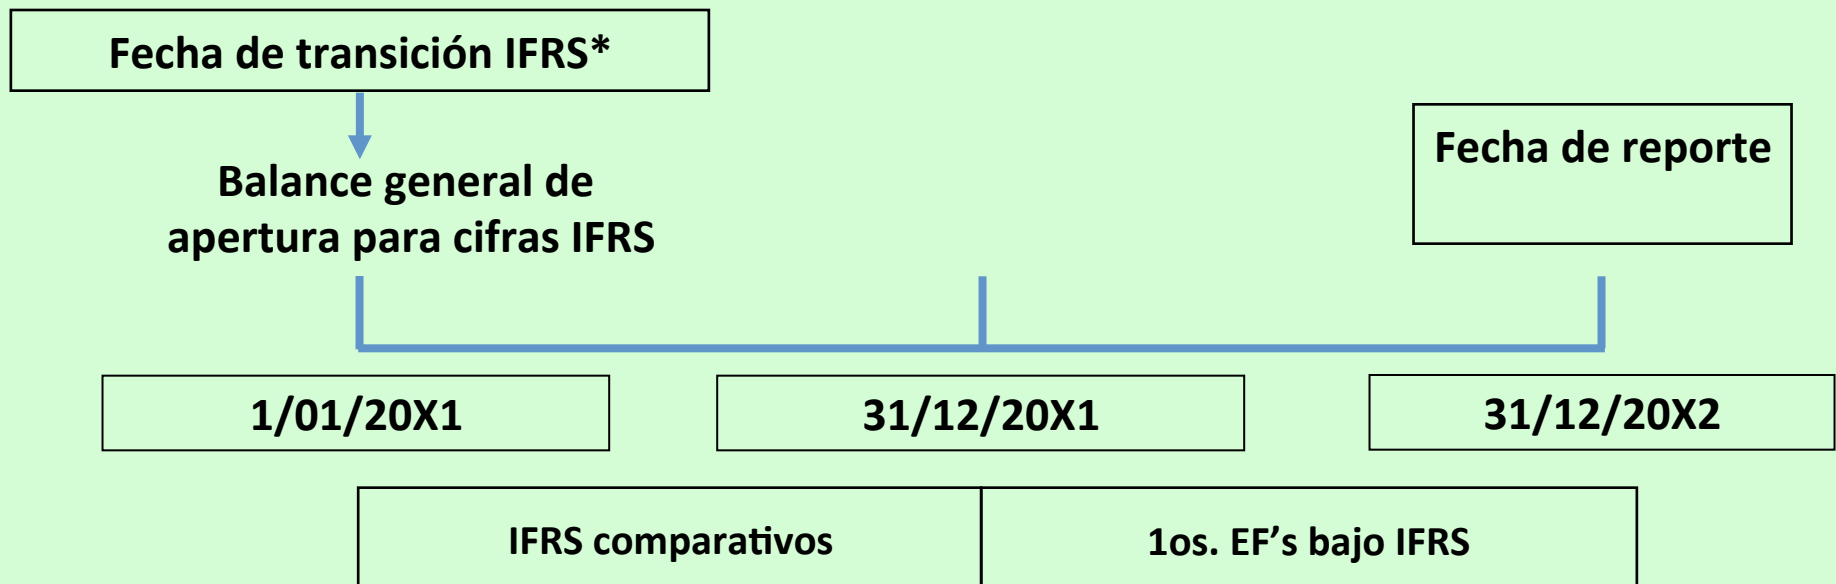 Fecha de transición IFRS*
Balance general de
apertura para cifras IFRS
Fecha de reporte
1/01/20X1
31/12/20X1
31/12/20X2
IFRS comparativos
1os. EF’s bajo IFRS